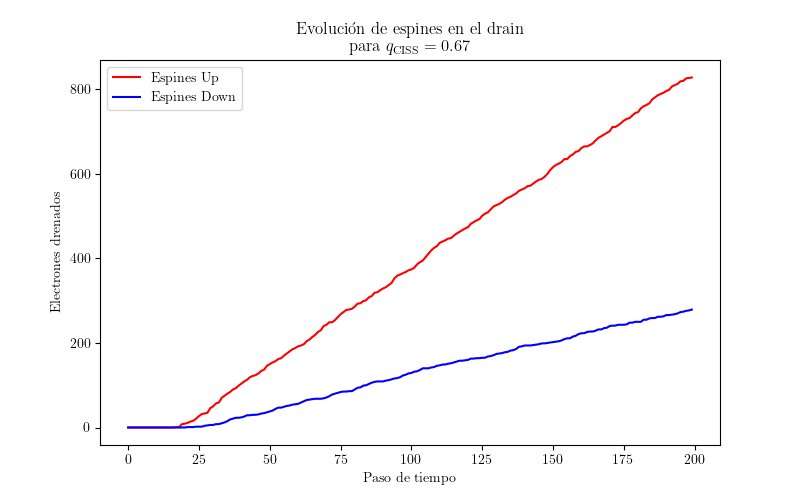 Evolución de espines en el drain
para q_CISS = 0.67
Espines Up
Espines Down
Electrones drenados
800
600
400
200
0
0 25 50 75 100 125 150 175 200
Paso de tiempo